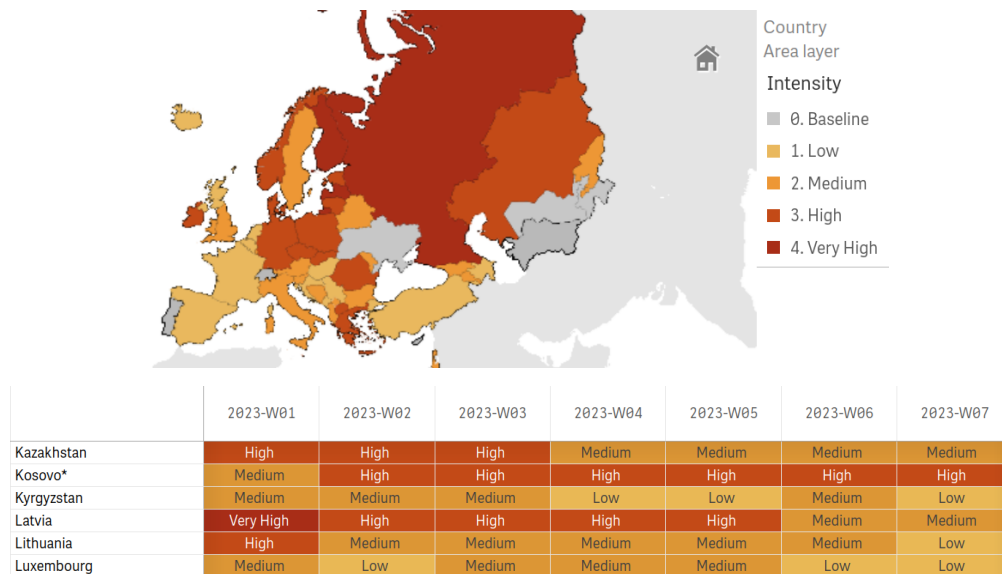 Country
Area layer
Intensity
0. Baseline
1. Low
2. Medium
3. High
4. Very High
2023-W01 2023-W02 2023-W03 2023-W04 2023-W05 2023-W06 2023-W07
Kazakhstan High High High Medium Medium Medium Medium
Kosovo* Medium High High High High High High
Kyrgyzstan Medium Medium Medium Low Low Medium Low
Latvia Very High High High High High Medium Medium
Lithuania High Medium Medium Medium Medium Medium Low
Luxembourg Medium Low Medium Medium Medium Low Low